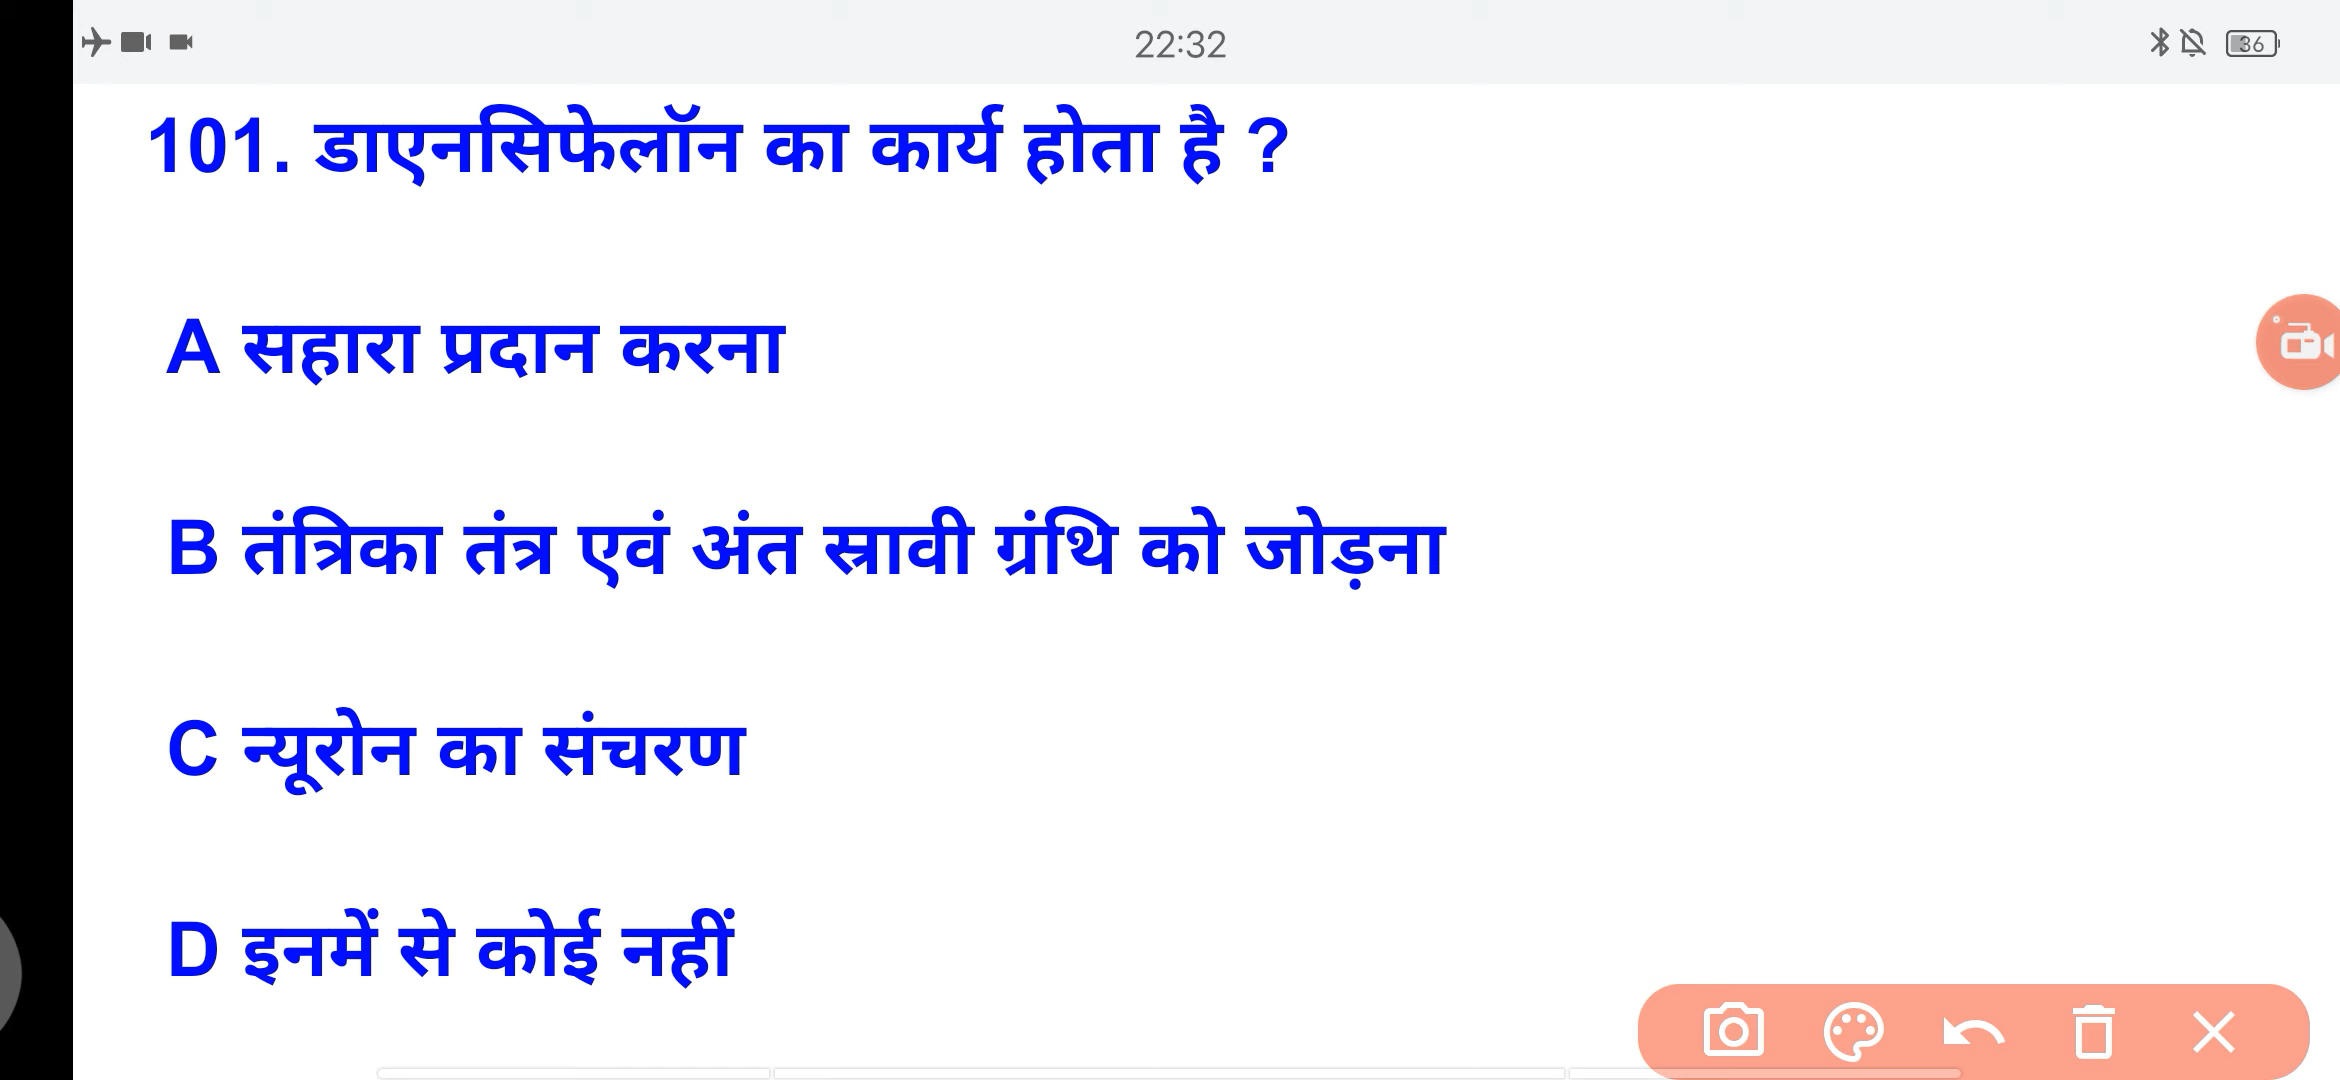 22:32
36
101. डाएनसिफेलॉन का कार्य होता है ?
A सहारा प्रदान करना
B तंत्रिका तंत्र एवं अंत स्रावी ग्रंथि को जोड़ना
C न्यूरोन का संचरण
D इनमें से कोई नहीं